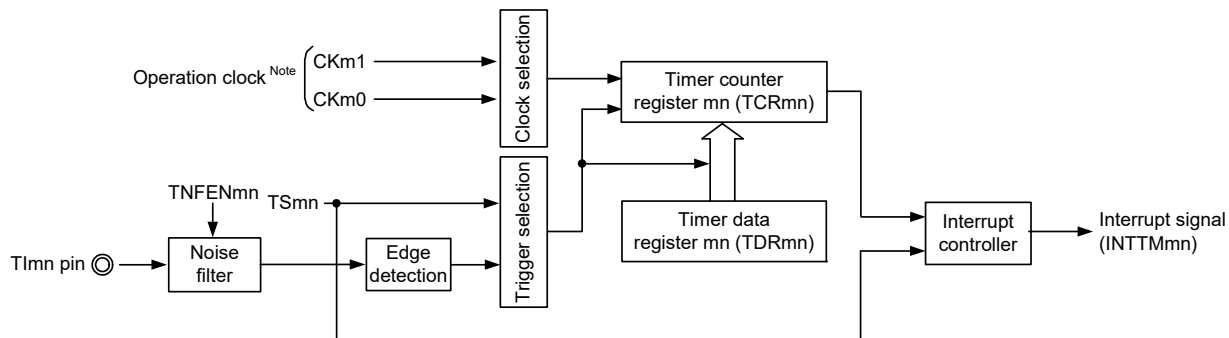 Operation clock Note
CKm1
CKm0
Clock selection
Timer counter
register mn (TCRmn)
TNFENmn
TSmn
Trigger selection
Timer data
register mn (TDRmn)
TImn pin
Noise
filter
Edge
detection
Interrupt
controller
Interrupt signal
(INTTMmn)